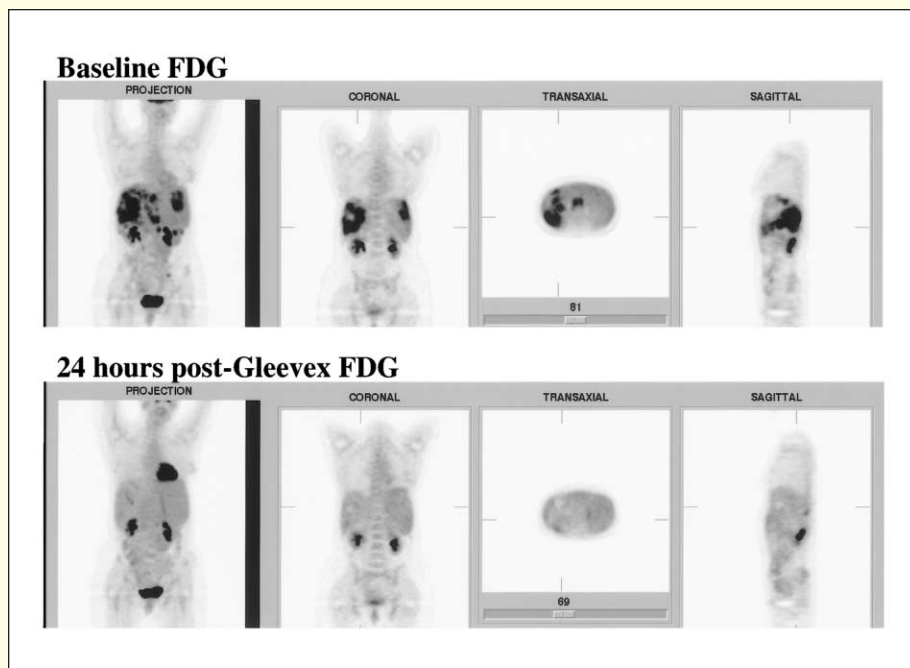 Baseline FDG
PROJECTION CORONAL TRANSAXIAL SAGITTAL
81
24 hours post-Gleevex FDG
PROJECTION CORONAL TRANSAXIAL SAGITTAL
69